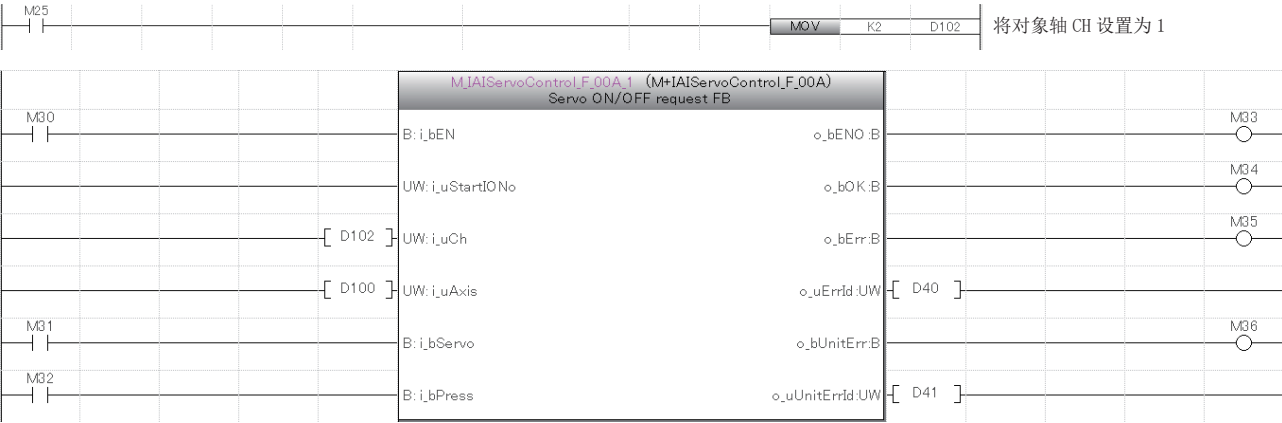 M25
MOV K2 D102 将对象轴 CH 设置为 1
M_IAIServoControl_F_00A_1 (M+IAIServoControl_F_00A)
Servo ON/OFF request FB
M30 M33
B: i_bEN o_bENO :B
M34
UW: i_uStartIONo o_bOK :B
M35
D102 UW: i_uCh o_bErr:B
D100 UW: i_uAxis o_uErrId:UW D40
M31 M36
B: i_bServo o_bUnitErr:B
M32
B: i_bPress o_uUnitErrId:UW D41